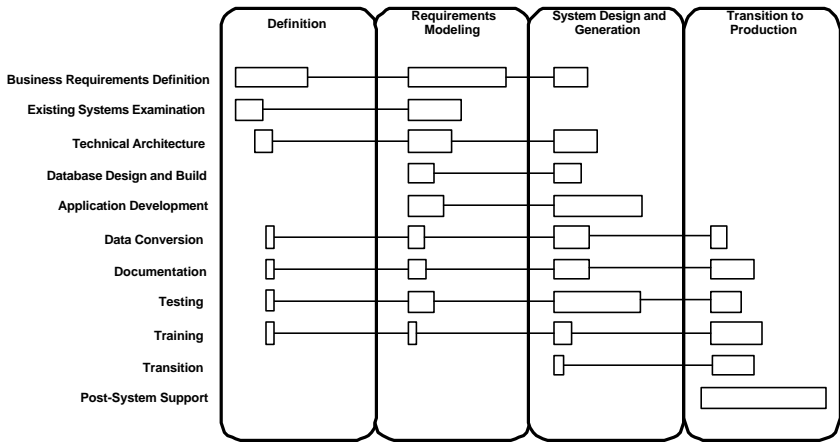 Definition
Requirements
Modeling
System Design and
Generation
Transition to
Production
Business Requirements Definition
Existing Systems Examination
Technical Architecture
Database Design and Build
Application Development
Data Conversion
Documentation
Testing
Training
Transition
Post-System Support